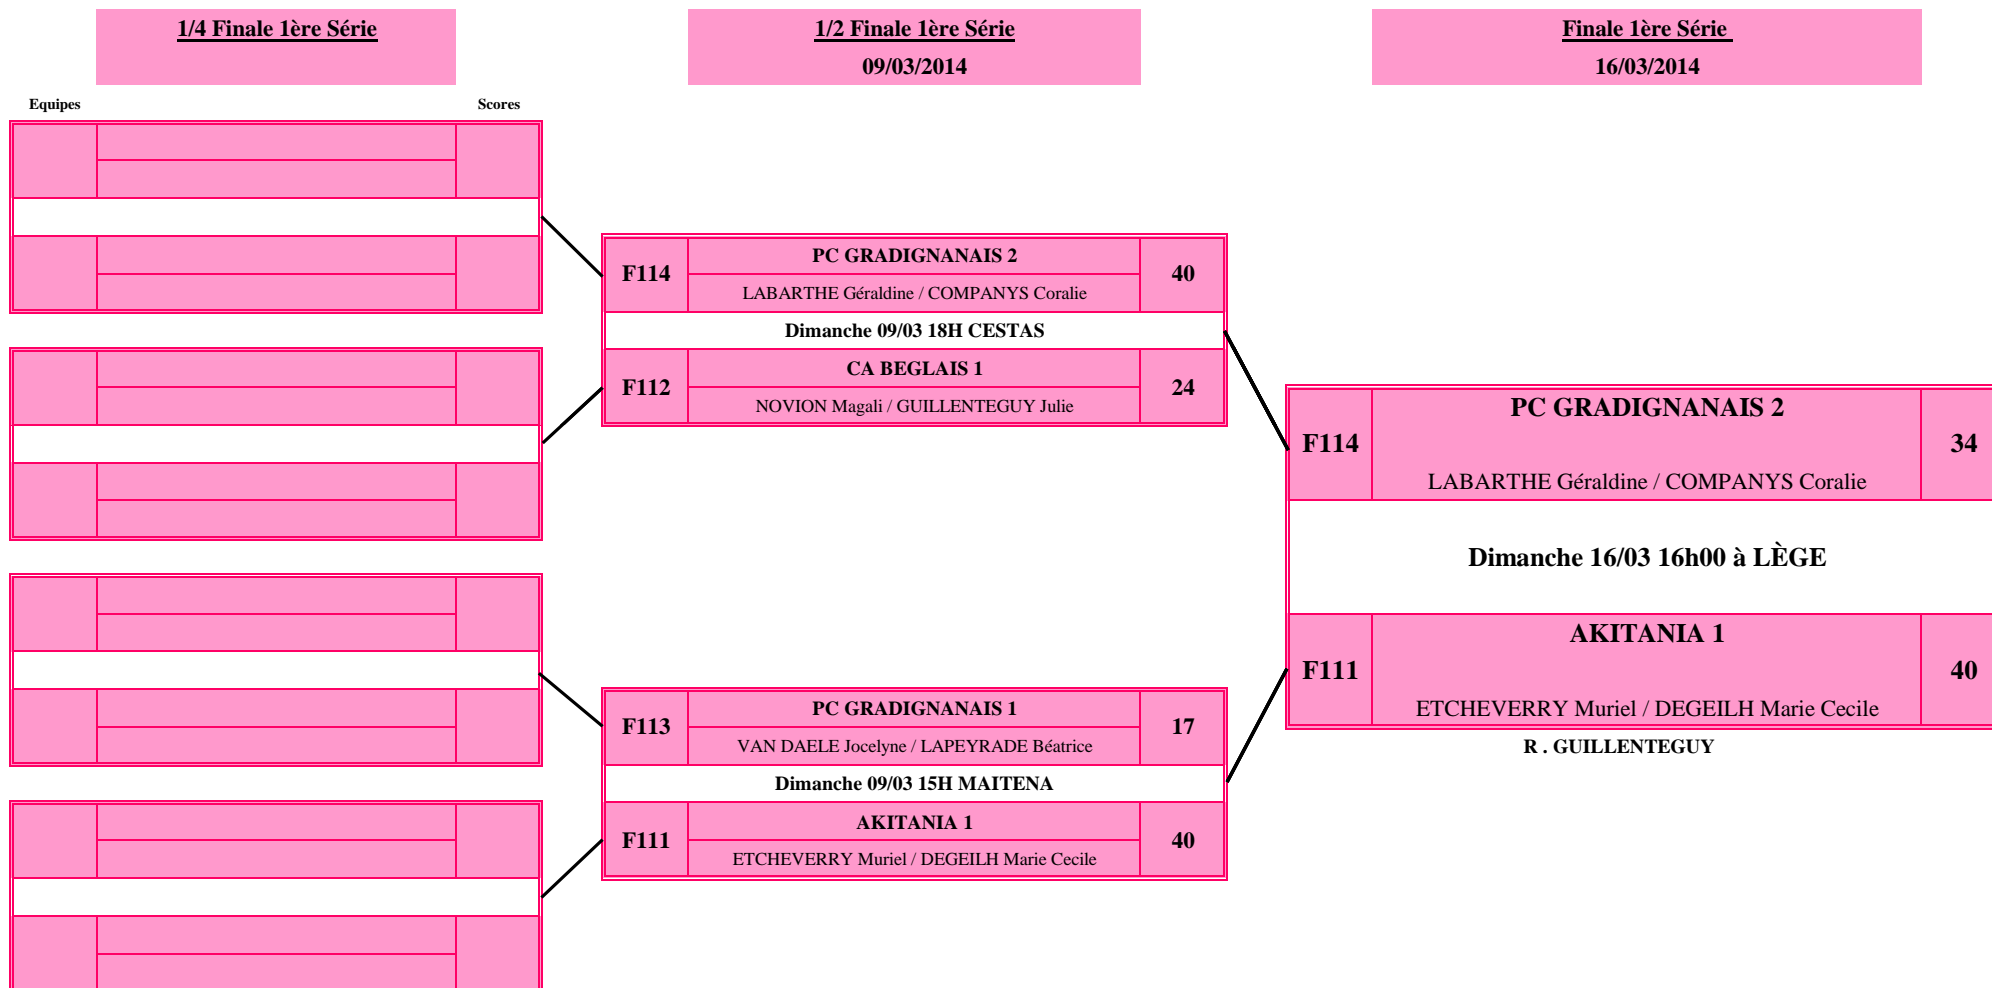 1/4 Finale 1ère Série
1/2 Finale 1ère Série
09/03/2014
Finale 1ère Série
16/03/2014
Equipes
Scores
F114
PC GRADIGNANAIS 2
LABARTHE Géraldine / COMPANYS Coralie
40
Dimanche 09/03 18H CESTAS
F112
CA BEGLAIS 1
NOVION Magali / GUILLENTEGUY Julie
24
F113
PC GRADIGNANAIS 1
VAN DAELE Jocelyne / LAPEYRADE Béatrice
17
Dimanche 09/03 15H MAITENA
F111
AKITANIA 1
ETCHEVERRY Muriel / DEGEILH Marie Cecile
40
F114
PC GRADIGNANAIS 2
LABARTHE Géraldine / COMPANYS Coralie
34
Dimanche 16/03 16h00 à LÈGE
F111
AKITANIA 1
ETCHEVERRY Muriel / DEGEILH Marie Cecile
40
R . GUILLENTEGUY